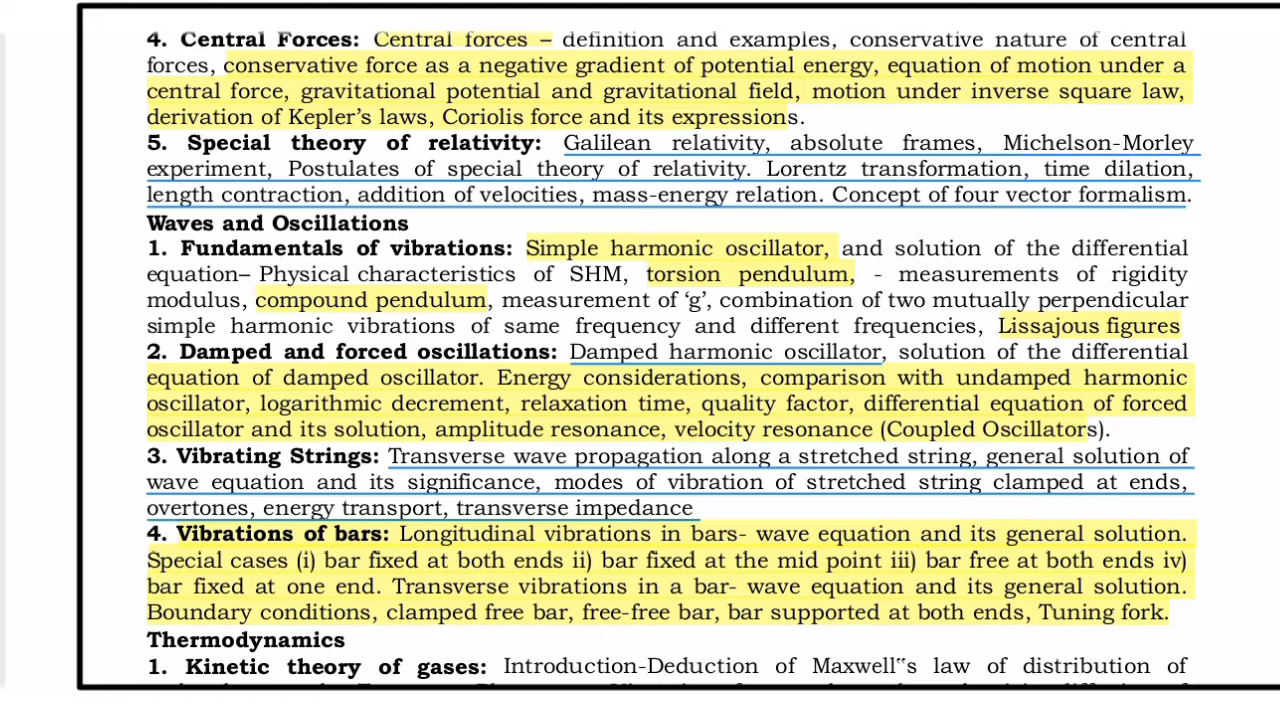 4. Central Forces: Central forces – definition and examples, conservative nature of central
forces, conservative force as a negative gradient of potential energy, equation of motion under a
central force, gravitational potential and gravitational field, motion under inverse square law,
derivation of Kepler’s laws, Coriolis force and its expressions.
5. Special theory of relativity: Galilean relativity, absolute frames, Michelson-Morley
experiment, Postulates of special theory of relativity. Lorentz transformation, time dilation,
length contraction, addition of velocities, mass-energy relation. Concept of four vector formalism.
Waves and Oscillations
1. Fundamentals of vibrations: Simple harmonic oscillator, and solution of the differential
equation– Physical characteristics of SHM, torsion pendulum, - measurements of rigidity
modulus, compound pendulum, measurement of ‘g’, combination of two mutually perpendicular
simple harmonic vibrations of same frequency and different frequencies, Lissajous figures
2. Damped and forced oscillations: Damped harmonic oscillator, solution of the differential
equation of damped oscillator. Energy considerations, comparison with undamped harmonic
oscillator, logarithmic decrement, relaxation time, quality factor, differential equation of forced
oscillator and its solution, amplitude resonance, velocity resonance (Coupled Oscillators).
3. Vibrating Strings: Transverse wave propagation along a stretched string, general solution of
wave equation and its significance, modes of vibration of stretched string clamped at ends,
overtones, energy transport, transverse impedance
4. Vibrations of bars: Longitudinal vibrations in bars- wave equation and its general solution.
Special cases (i) bar fixed at both ends ii) bar fixed at the mid point iii) bar free at both ends iv)
bar fixed at one end. Transverse vibrations in a bar- wave equation and its general solution.
Boundary conditions, clamped free bar, free-free bar, bar supported at both ends, Tuning fork.
Thermodynamics
1. Kinetic theory of gases: Introduction-Deduction of Maxwell‟s law of distribution of